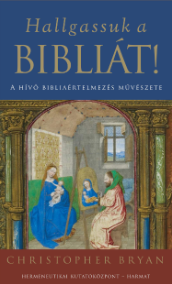 Hallgassuk a
BIBLIÁT!
A HÍVŐ BIBLIAÉRTELMEZÉS MŰVÉSZETE
CHRISTOPHER BRYAN
HERMENEUTIKAI KUTATÓKÖZPONT – HARMAT